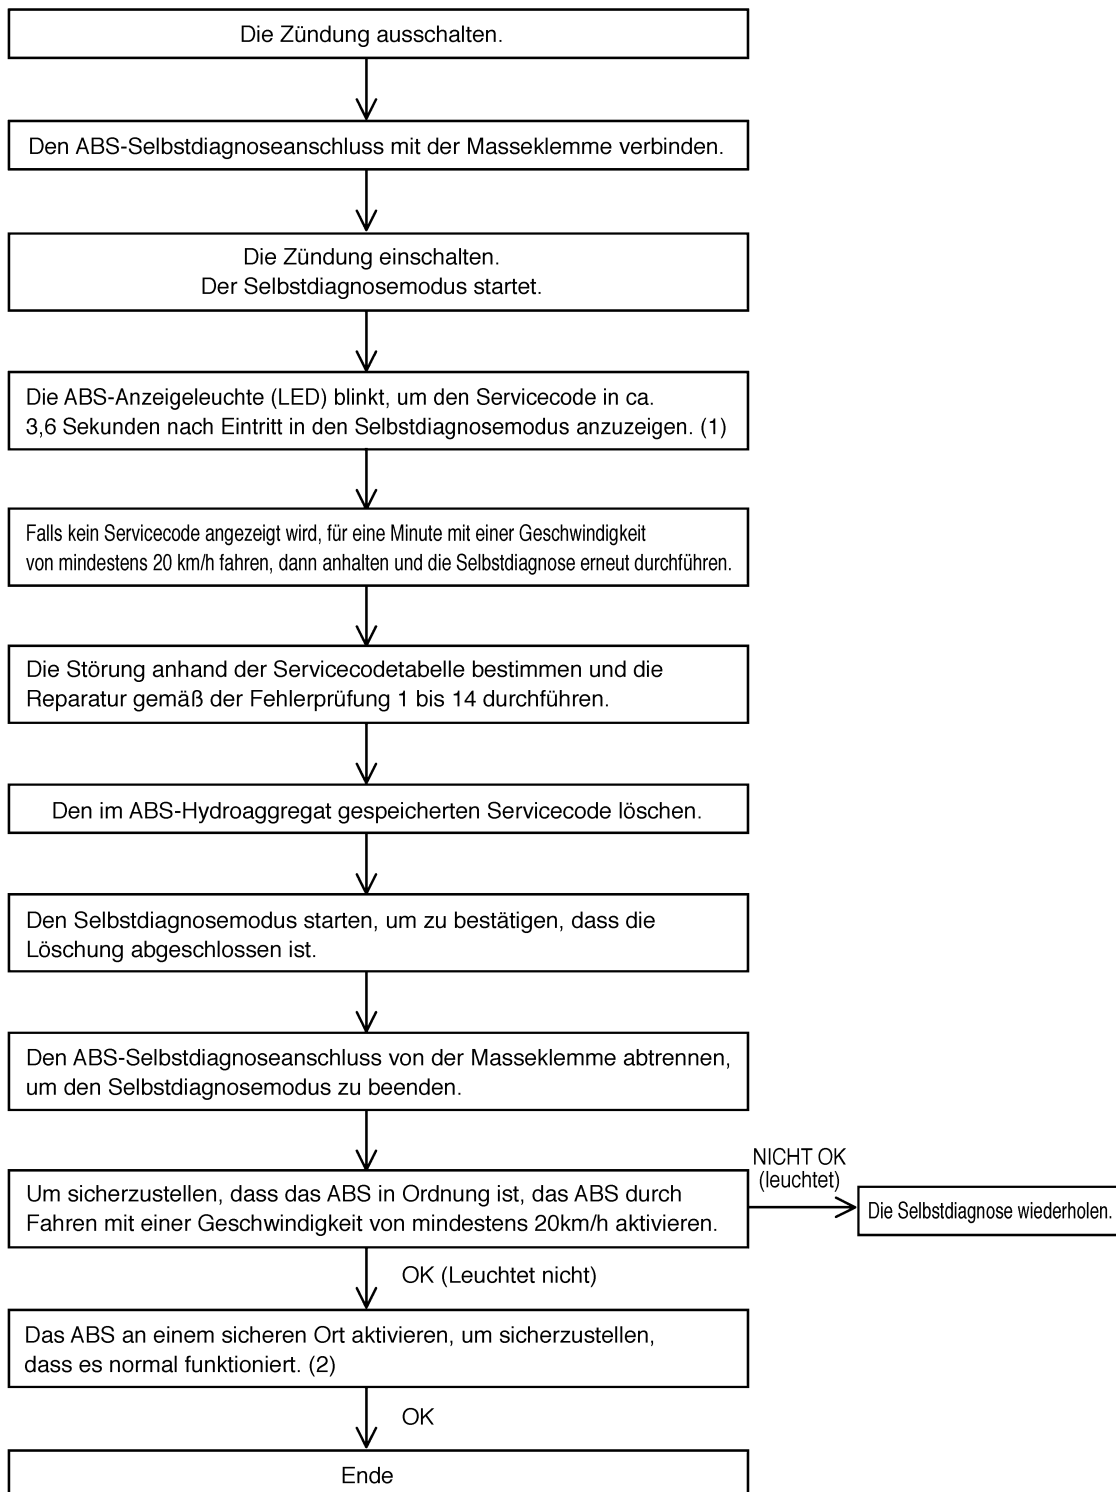 Die Zündung ausschalten.
Den ABS-Selbstdiagnoseanschluss mit der Masseklemme verbinden.
Die Zündung einschalten.
Der Selbstdiagnosemodus startet.
Die ABS-Anzeigeleuchte (LED) blinkt, um den Servicecode in ca.
3,6 Sekunden nach Eintritt in den Selbstdiagnosemodus anzuzeigen. (1)
Falls kein Servicecode angezeigt wird, für eine Minute mit einer Geschwindigkeit
von mindestens 20 km/h fahren, dann anhalten und die Selbstdiagnose erneut durchführen.
Die Störung anhand der Servicecodetabelle bestimmen und die
Reparatur gemäß der Fehlerprüfung 1 bis 14 durchführen.
Den im ABS-Hydroaggregat gespeicherten Servicecode löschen.
Den Selbstdiagnosemodus starten, um zu bestätigen, dass die
Löschung abgeschlossen ist.
Den ABS-Selbstdiagnoseanschluss von der Masseklemme abtrennen,
um den Selbstdiagnosemodus zu beenden.
Um sicherzustellen, dass das ABS in Ordnung ist, das ABS durch
Fahren mit einer Geschwindigkeit von mindestens 20km/h aktivieren.
NICHT OK
(leuchtet)
Die Selbstdiagnose wiederholen.
OK (Leuchtet nicht)
Das ABS an einem sicheren Ort aktivieren, um sicherzustellen,
dass es normal funktioniert. (2)
OK
Ende